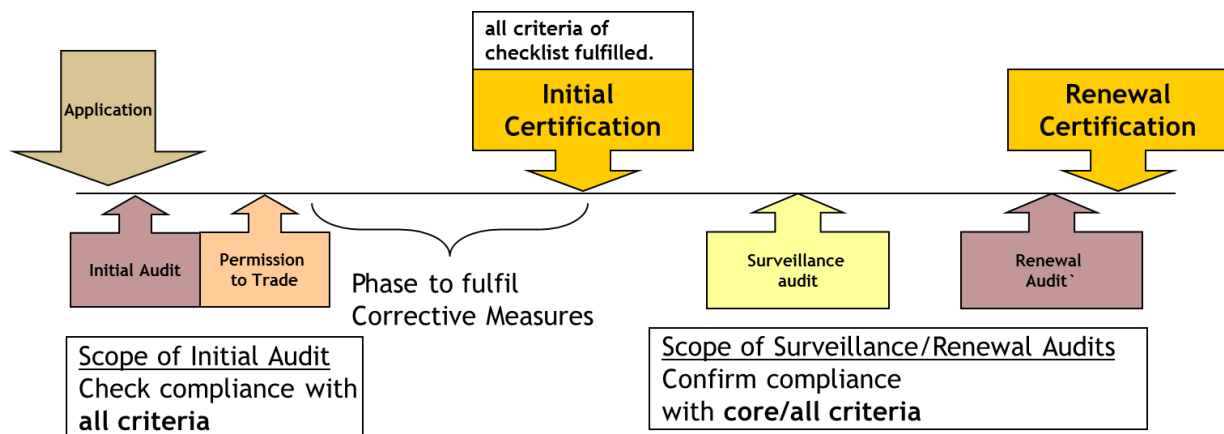 all criteria of
checklist fulfilled.
Application
Initial
Certification
Renewal
Certification
Initial Audit
Permission
to Trade
Surveillance
audit
Renewal
Audit`
Phase to fulfil
Corrective Measures
Scope of Initial Audit
Check compliance with
all criteria
Scope of Surveillance/Renewal Audits
Confirm compliance
with core/all criteria